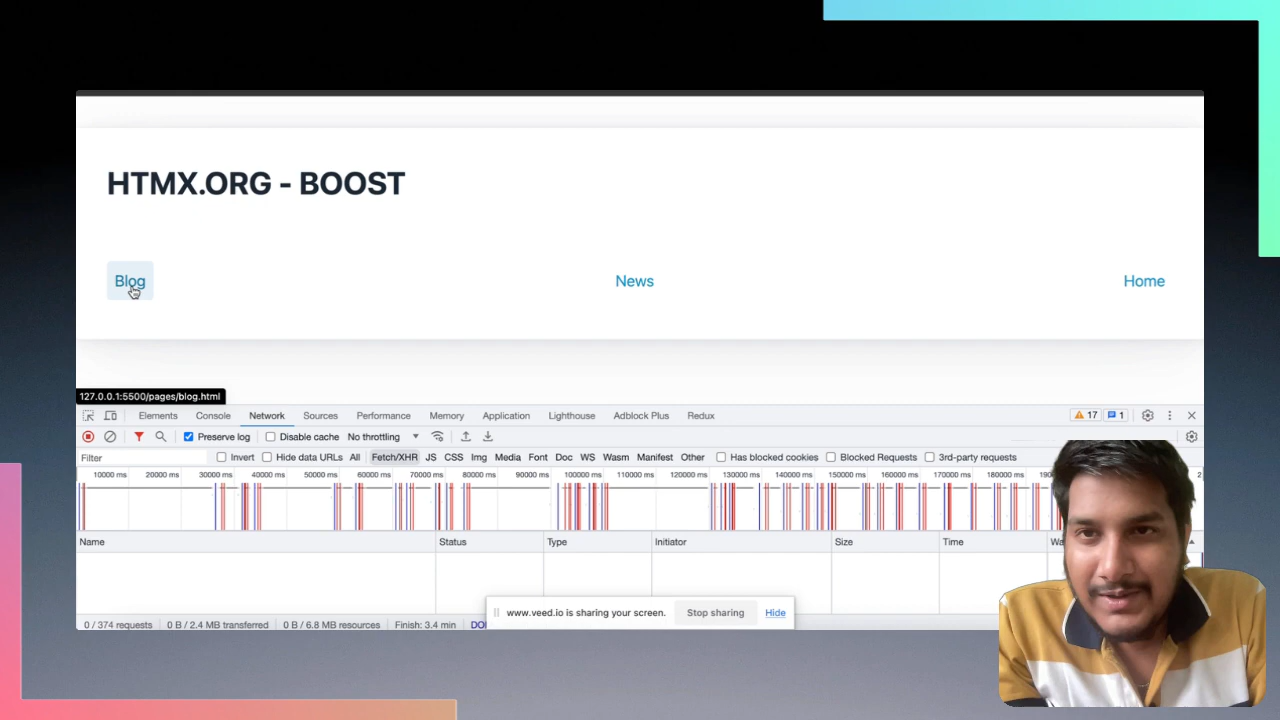 HTMX.ORG - BOOST
Blog News Home
127.0.0.1:5500/pages/blog.html
Elements Console Network Sources Performance Memory Application Lighthouse Adblock Plus Redux 17 1
Preserve log Disable cache No throttling
Filter Invert Hide data URLs All Fetch/XHR JS CSS Img Media Font Doc WS Wasm Manifest Other Has blocked cookies Blocked Requests 3rd-party requests
10000 ms 20000 ms 30000 ms 40000 ms 50000 ms 60000 ms 70000 ms 80000 ms 90000 ms 100000 ms 110000 ms 120000 ms 130000 ms 140000 ms 150000 ms 160000 ms 170000 ms 180000 ms
Name Status Type Initiator Size Time
www.veed.io is sharing your screen. Stop sharing Hide
0 / 374 requests 0 B / 2.4 MB transferred 0 B / 6.8 MB resources Finish: 3.4 min